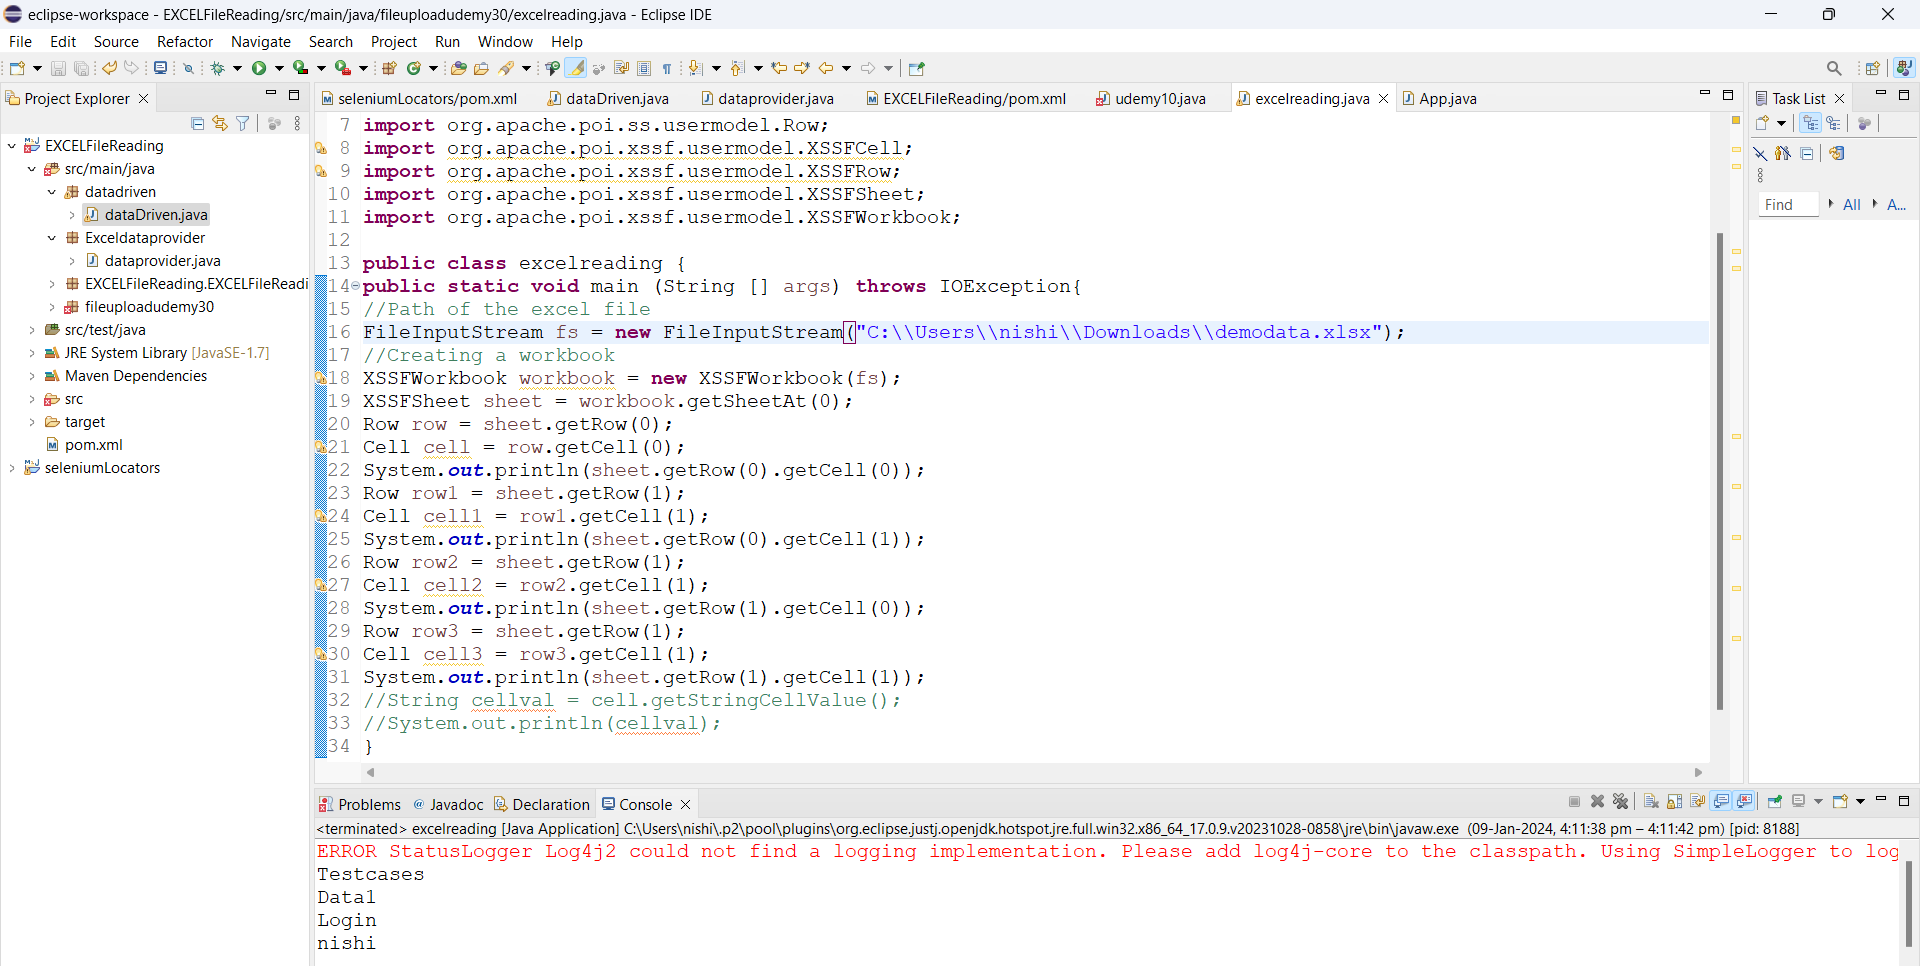 eclipse-workspace - EXCELFileReading/src/main/java/fileuploadudemy30/excelreading.java - Eclipse IDE
File Edit Source Refactor Navigate Search Project Run Window Help
Project Explorer
EXCELFileReading
src/main/java
datadriven
dataDriven.java
Exceldataprovider
dataprovider.java
EXCELFileReading.EXCELFileReadi
fileuploadudemy30
src/test/java
JRE System Library [JavaSE-1.7]
Maven Dependencies
src
target
pom.xml
seleniumLocators
seleniumLocators/pom.xml dataDriven.java dataprovider.java EXCELFileReading/pom.xml udemy10.java excelreading.java App.java
7 import org.apache.poi.ss.usermodel.Row;
8 import org.apache.poi.xssf.usermodel.XSSFCell;
9 import org.apache.poi.xssf.usermodel.XSSFRow;
10 import org.apache.poi.xssf.usermodel.XSSFSheet;
11 import org.apache.poi.xssf.usermodel.XSSFWorkbook;
12
13 public class excelreading {
14 public static void main (String [] args) throws IOException{
15 //Path of the excel file
16 FileInputStream fs = new FileInputStream("C:\\Users\\nishi\\Downloads\\demodata.xlsx");
17 //Creating a workbook
18 XSSFWorkbook workbook = new XSSFWorkbook(fs);
19 XSSFSheet sheet = workbook.getSheetAt(0);
20 Row row = sheet.getRow(0);
21 Cell cell = row.getCell(0);
22 System.out.println(sheet.getRow(0).getCell(0));
23 Row row1 = sheet.getRow(1);
24 Cell cell1 = row1.getCell(1);
25 System.out.println(sheet.getRow(0).getCell(1));
26 Row row2 = sheet.getRow(1);
27 Cell cell2 = row2.getCell(1);
28 System.out.println(sheet.getRow(1).getCell(0));
29 Row row3 = sheet.getRow(1);
30 Cell cell3 = row3.getCell(1);
31 System.out.println(sheet.getRow(1).getCell(1));
32 //String cellval = cell.getStringCellValue();
33 //System.out.println(cellval);
34 }
Task List
Find All A...
Problems @ Javadoc Declaration Console
<terminated> excelreading [Java Application] C:\Users\nishi\.p2\pool\plugins\org.eclipse.justj.openjdk.hotspot.jre.full.win32.x86_64_17.0.9.v20231028-0858\jre\bin\javaw.exe (09-Jan-2024, 4:11:38 pm – 4:11:42 pm) [pid: 8188]
ERROR StatusLogger Log4j2 could not find a logging implementation. Please add log4j-core to the classpath. Using SimpleLogger to log
Testcases
Data1
Login
nishi